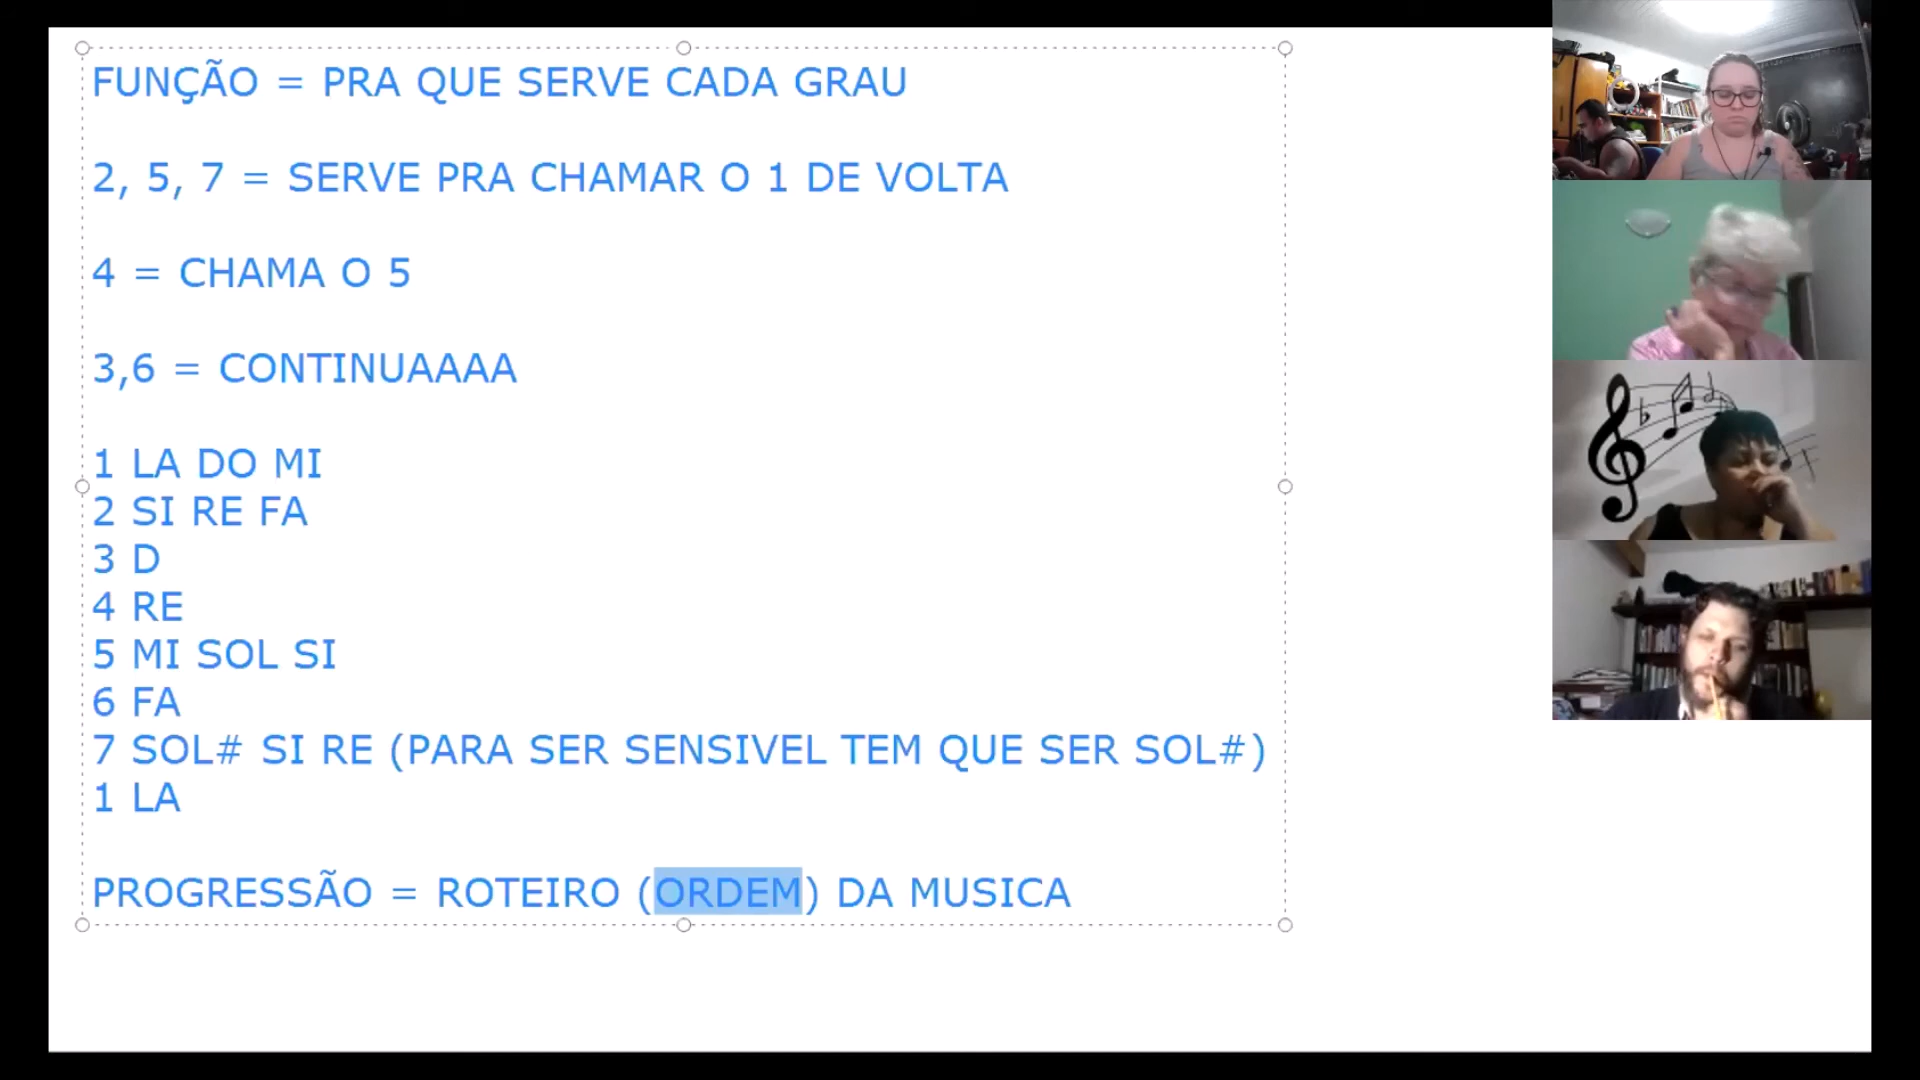 FUNÇÃO = PRA QUE SERVE CADA GRAU
2, 5, 7 = SERVE PRA CHAMAR O 1 DE VOLTA
4 = CHAMA O 5
3,6 = CONTINUAAAA
1 LA DO MI
2 SI RE FA
3 D
4 RE
5 MI SOL SI
6 FA
7 SOL# SI RE (PARA SER SENSIVEL TEM QUE SER SOL#)
1 LA
PROGRESSÃO = ROTEIRO (ORDEM) DA MUSICA